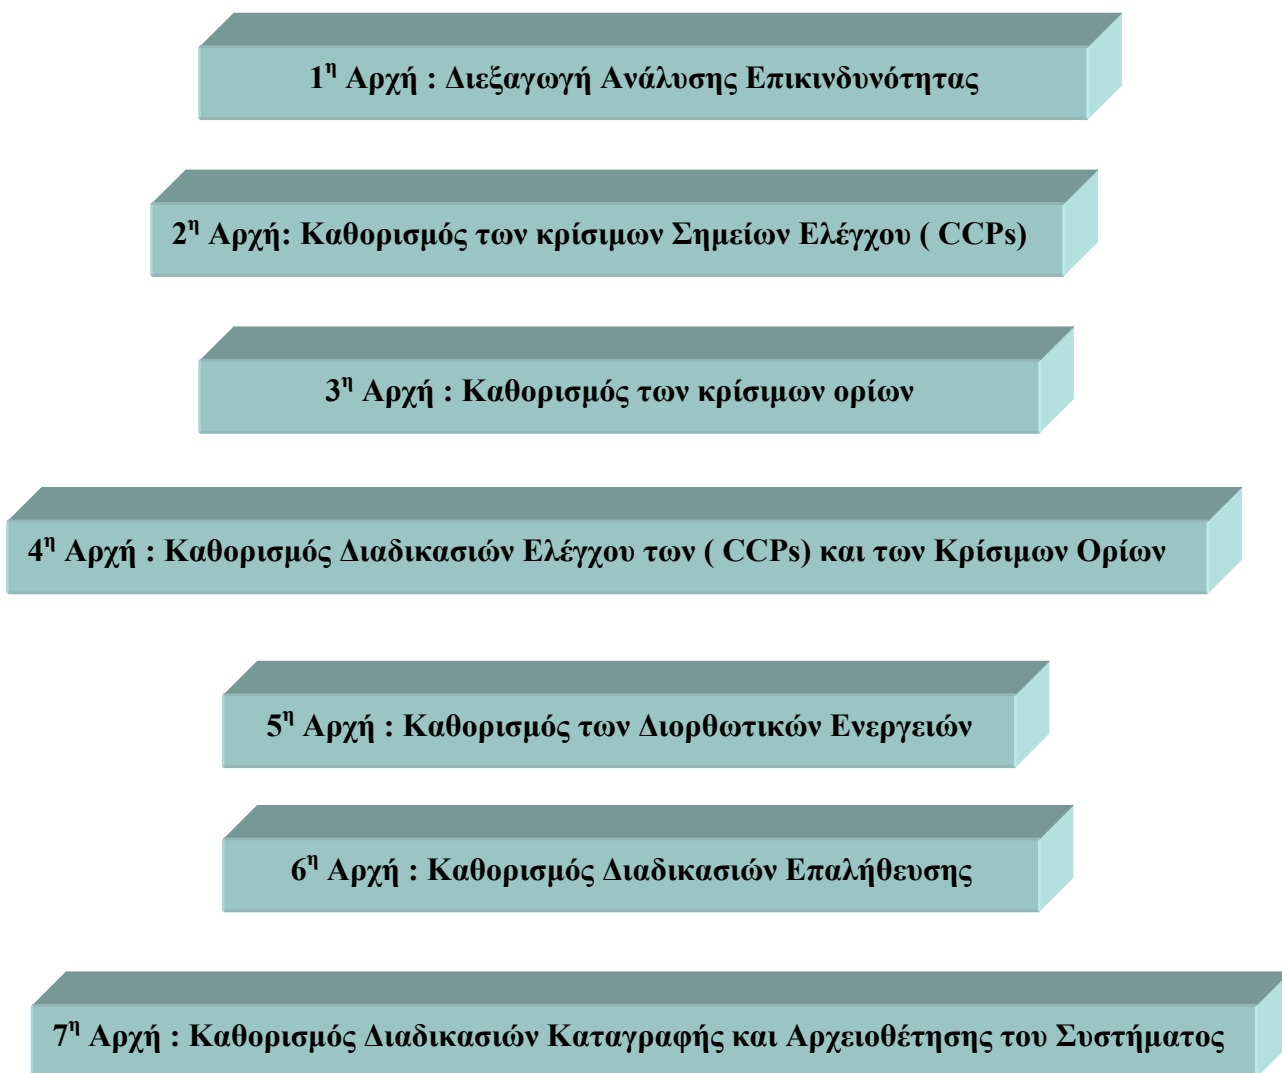 1η Αρχή : Διεξαγωγή Ανάλυσης Επικινδυνότητας
2η Αρχή: Καθορισμός των κρίσιμων Σημείων Ελέγχου ( CCPs)
3η Αρχή : Καθορισμός των κρίσιμων ορίων
4η Αρχή : Καθορισμός Διαδικασιών Ελέγχου των ( CCPs) και των Κρίσιμων Ορίων
5η Αρχή : Καθορισμός των Διορθωτικών Ενεργειών
6η Αρχή : Καθορισμός Διαδικασιών Επαλήθευσης
7η Αρχή : Καθορισμός Διαδικασιών Καταγραφής και Αρχειοθέτησης του Συστήματος